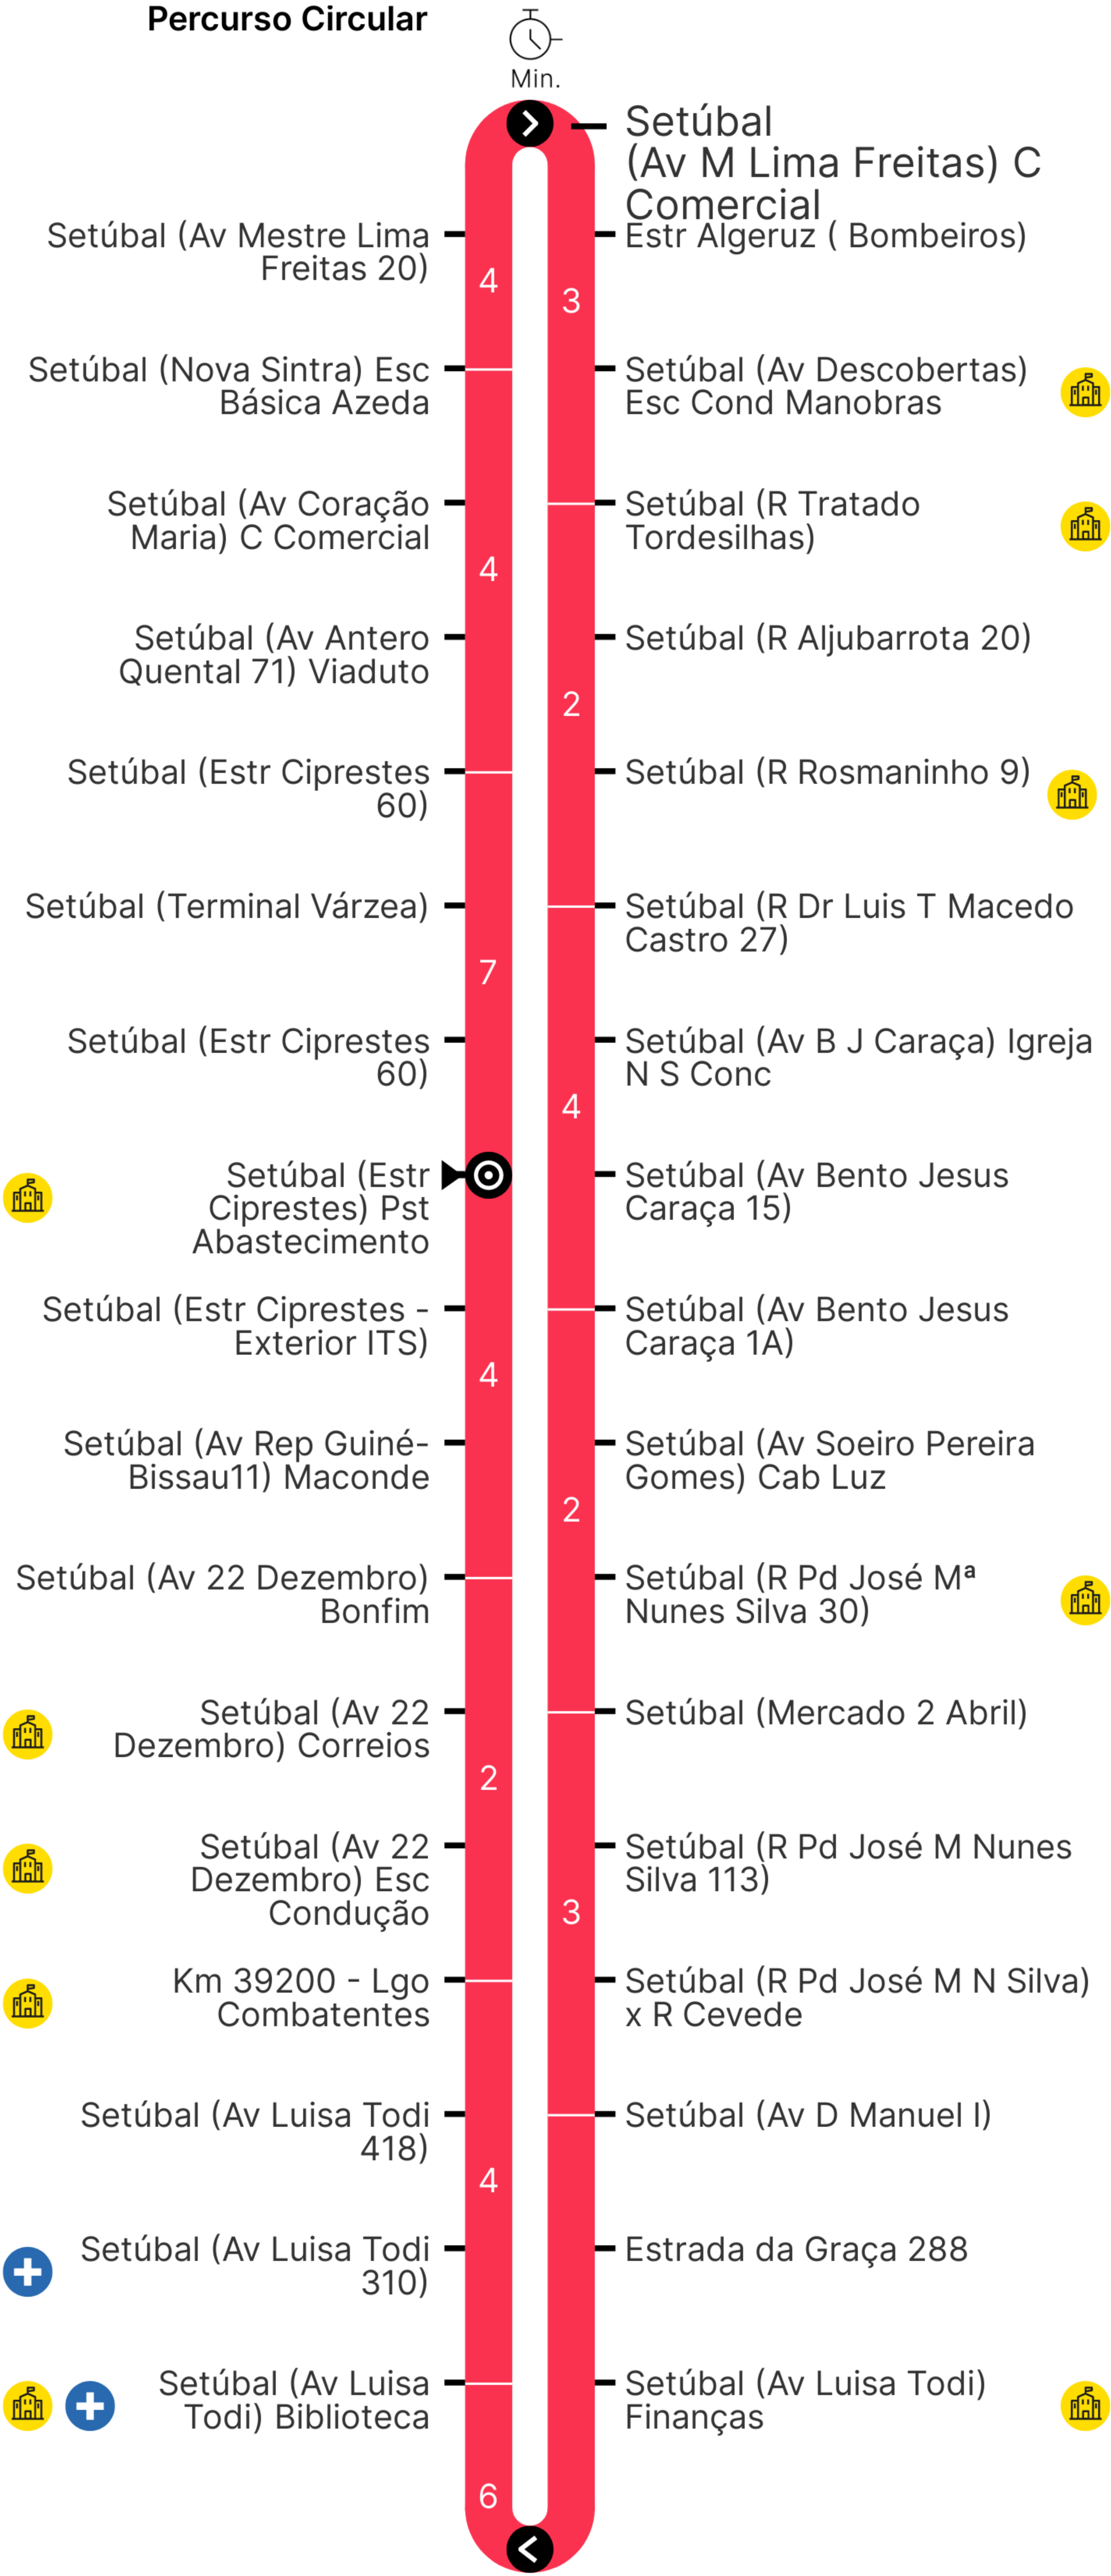 Percurso Circular
Min.
Setúbal
(Av M Lima Freitas) C
Comercial
Setúbal (Av Mestre Lima
Freitas 20)
4
3
Estr Algeruz ( Bombeiros)
Setúbal (Nova Sintra) Esc
Básica Azeda
Setúbal (Av Descobertas)
Esc Cond Manobras
Setúbal (Av Coração
Maria) C Comercial
4
Setúbal (R Tratado
Tordesilhas)
Setúbal (Av Antero
Quental 71) Viaduto
2
Setúbal (R Aljubarrota 20)
Setúbal (Estr Ciprestes
60)
Setúbal (R Rosmaninho 9)
Setúbal (Terminal Várzea)
7
Setúbal (R Dr Luis T Macedo
Castro 27)
Setúbal (Estr Ciprestes
60)
4
Setúbal (Av B J Caraça) Igreja
N S Conc
Setúbal (Estr
Ciprestes) Pst
Abastecimento
Setúbal (Av Bento Jesus
Caraça 15)
Setúbal (Estr Ciprestes -
Exterior ITS)
4
Setúbal (Av Bento Jesus
Caraça 1A)
Setúbal (Av Rep Guiné-
Bissau11) Maconde
2
Setúbal (Av Soeiro Pereira
Gomes) Cab Luz
Setúbal (Av 22 Dezembro)
Bonfim
Setúbal (R Pd José Mª
Nunes Silva 30)
Setúbal (Av 22
Dezembro) Correios
2
Setúbal (Mercado 2 Abril)
Setúbal (Av 22
Dezembro) Esc
Condução
3
Setúbal (R Pd José M Nunes
Silva 113)
Km 39200 - Lgo
Combatentes
Setúbal (R Pd José M N Silva)
x R Cevede
Setúbal (Av Luisa Todi
418)
4
Setúbal (Av D Manuel I)
Setúbal (Av Luisa Todi
310)
Estrada da Graça 288
Setúbal (Av Luisa
Todi) Biblioteca
Setúbal (Av Luisa Todi)
Finanças
6